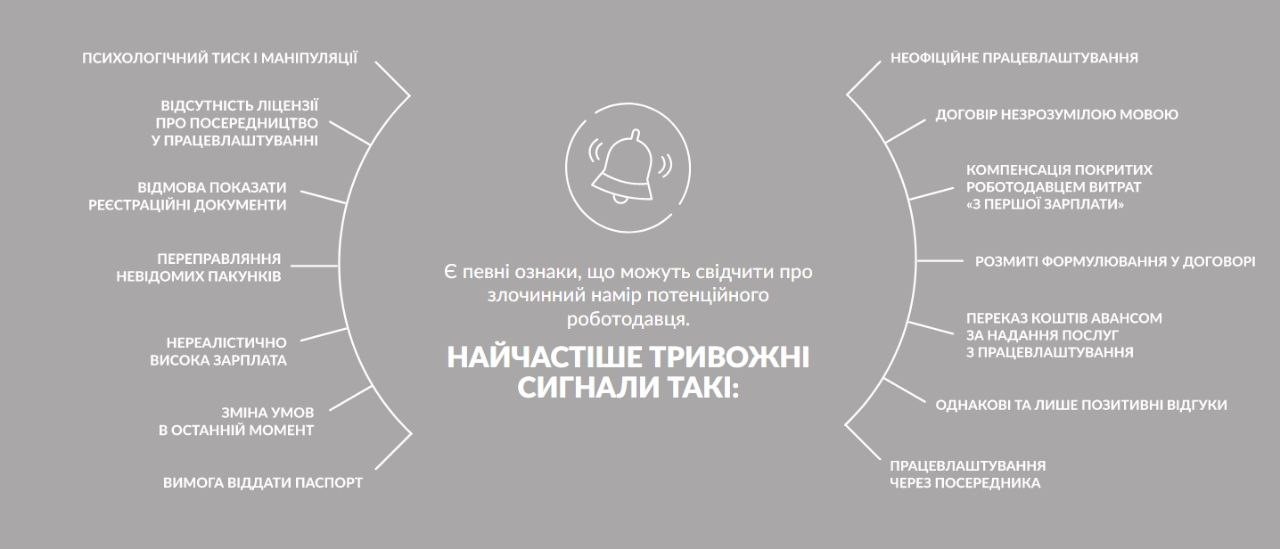 Є певні ознаки, що можуть свідчити про
злочинний намір потенційного
роботодавця.
НАЙЧАСТІШЕ ТРИВОЖНІ
СИГНАЛИ ТАКІ:
ПСИХОЛОГІЧНИЙ ТИСК І МАНІПУЛЯЦІЇ
ВІДСУТНІСТЬ ЛІЦЕНЗІЇ
ПРО ПОСЕРЕДНИЦТВО
У ПРАЦЕВЛАШТУВАННІ
ВІДМОВА ПОКАЗАТИ
РЕЄСТРАЦІЙНІ ДОКУМЕНТИ
ПЕРЕПРАВЛЯННЯ
НЕВІДОМИХ ПАКУНКІВ
НЕРЕАЛІСТИЧНО
ВИСОКА ЗАРПЛАТА
ЗМІНА УМОВ
В ОСТАННІЙ МОМЕНТ
ВИМОГА ВІДДАТИ ПАСПОРТ
НЕОФІЦІЙНЕ ПРАЦЕВЛАШТУВАННЯ
ДОГОВІР НЕЗРОЗУМІЛОЮ МОВОЮ
КОМПЕНСАЦІЯ ПОКРИТИХ
РОБОТОДАВЦЕМ ВИТРАТ
«З ПЕРШОЇ ЗАРПЛАТИ»
РОЗМИТІ ФОРМУЛЮВАННЯ У ДОГОВОРІ
ПЕРЕКАЗ КОШТІВ АВАНСОМ
ЗА НАДАННЯ ПОСЛУГ
З ПРАЦЕВЛАШТУВАННЯ
ОДНАКОВІ ТА ЛИШЕ ПОЗИТИВНІ ВІДГУКИ
ПРАЦЕВЛАШТУВАННЯ
ЧЕРЕЗ ПОСЕРЕДНИКА